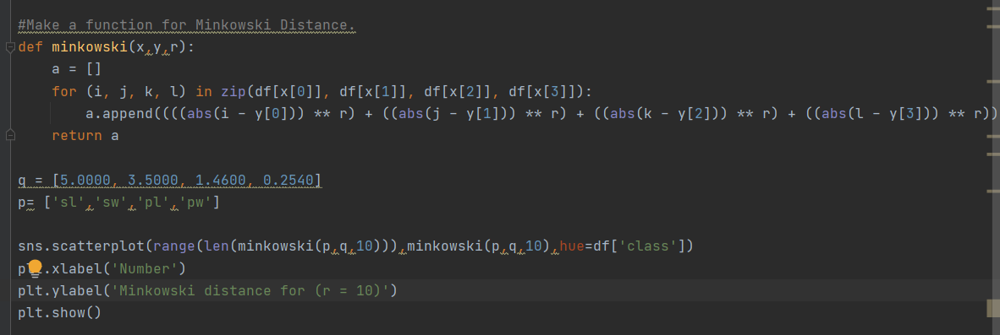 #Make a function for Minkowski Distance.
def minkowski(x,y,r):
    a = []
    for (i, j, k, l) in zip(df[x[0]], df[x[1]], df[x[2]], df[x[3]]):
        a.append((((abs(i - y[0])) ** r) + ((abs(j - y[1])) ** r) + ((abs(k - y[2])) ** r) + ((abs(l - y[3])) ** r))
    return a
q = [5.0000, 3.5000, 1.4600, 0.2540]
p= ['sl','sw','pl','pw']
sns.scatterplot(range(len(minkowski(p,q,10))),minkowski(p,q,10),hue=df['class'])
plt.xlabel('Number')
plt.ylabel('Minkowski distance for (r = 10)')
plt.show()